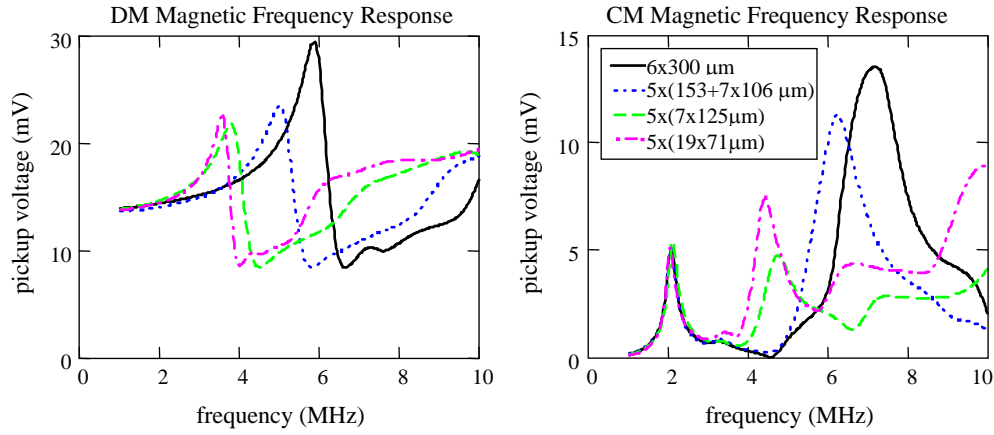 DM Magnetic Frequency Response
30
20
10
0
0 2 4 6 8 10
pickup voltage (mV)
frequency (MHz)
CM Magnetic Frequency Response
15
10
5
0
0 2 4 6 8 10
pickup voltage (mV)
frequency (MHz)
6x300 μm
5x(153+7x106 μm)
5x(7x125μm)
5x(19x71μm)